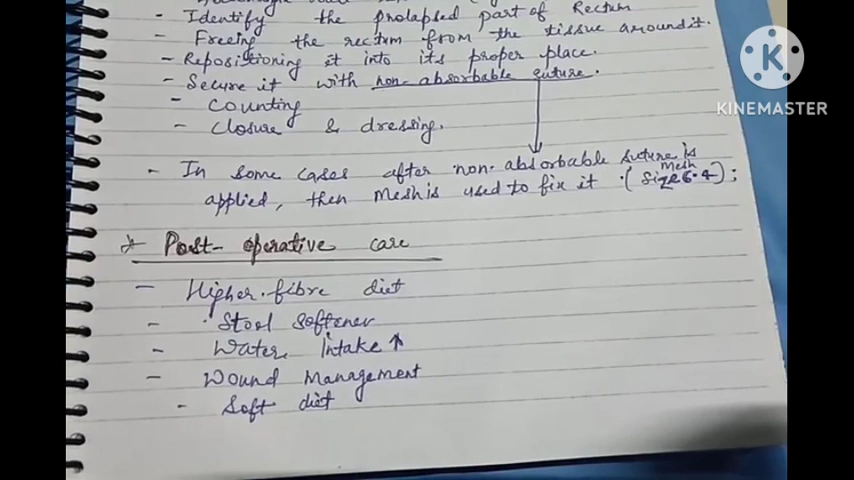 - Identify the prolapsed part of Rectum
- Freeing the rectum from the tissue around it.
- Repositioning it into its proper place.
- Secure it with non-absorbable suture.
- Counting
- Closure & dressing.
- In some cases after non-absorbable suture is
applied, then Mesh is used to fix it (Mesh size 6·4);
* Post-operative care
- Higher fibre diet
- Stool softener
- Water Intake ↑
- Wound Management
- Soft diet
KINEMASTER